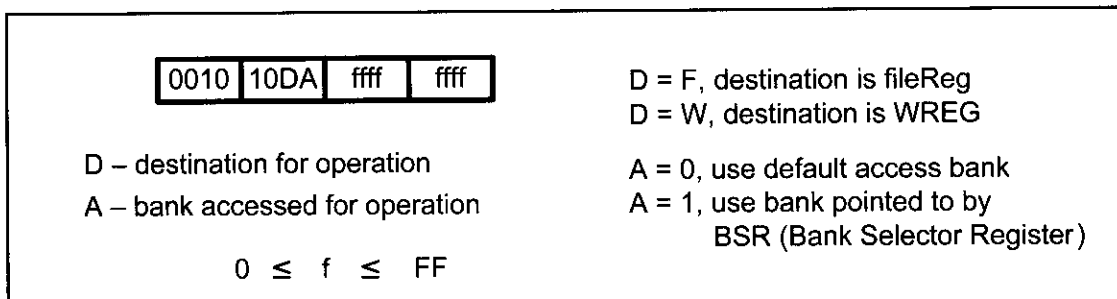 0010 10DA ffff ffff
D – destination for operation
A – bank accessed for operation
0 ≤ f ≤ FF
D = F, destination is fileReg
D = W, destination is WREG
A = 0, use default access bank
A = 1, use bank pointed to by
BSR (Bank Selector Register)